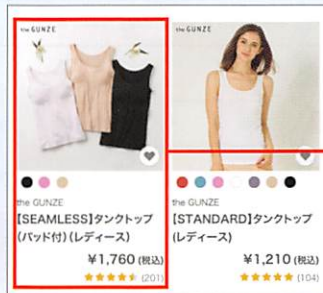 the GUNZE
the GUNZE
【SEAMLESS】タンクトップ
(パッド付)(レディース)
¥1,760 (税込)
(201)
the GUNZE
the GUNZE
【STANDARD】タンクトップ
(レディース)
¥1,210 (税込)
(104)